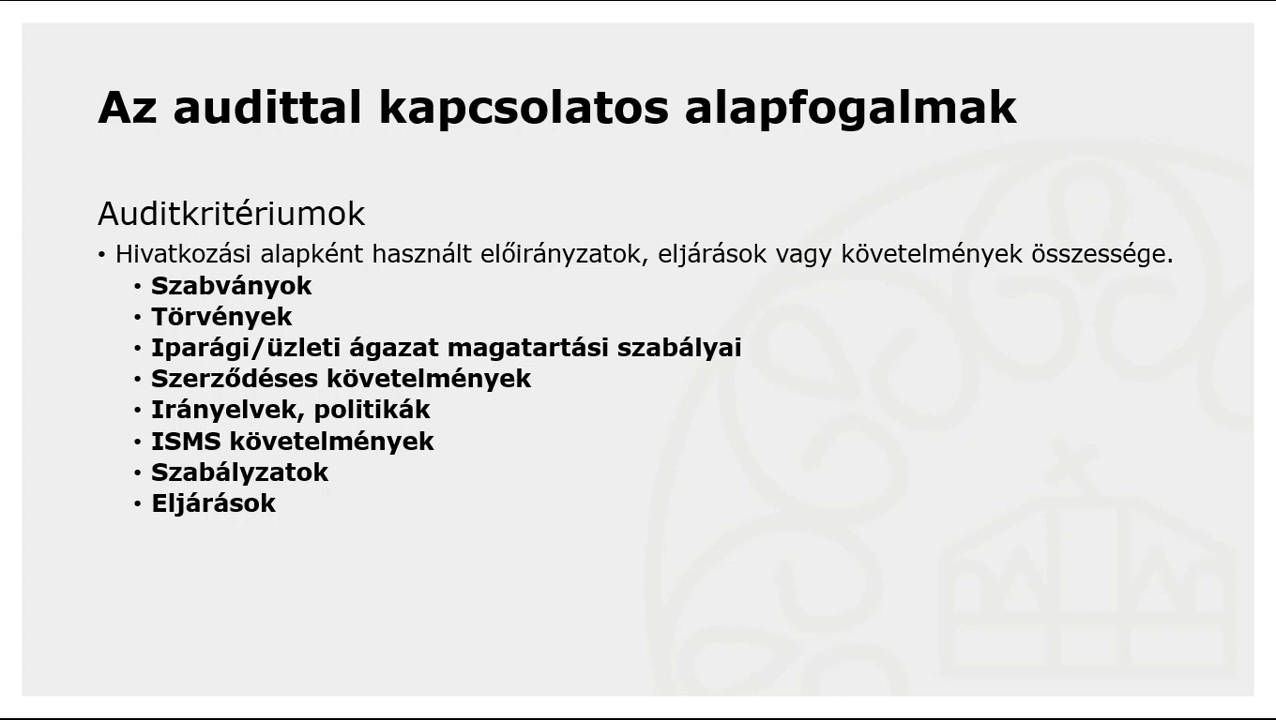 Az audittal kapcsolatos alapfogalmak
Auditkritériumok
• Hivatkozási alapként használt előirányzatok, eljárások vagy követelmények összessége.
• Szabványok
• Törvények
• Iparági/üzleti ágazat magatartási szabályai
• Szerződéses követelmények
• Irányelvek, politikák
• ISMS követelmények
• Szabályzatok
• Eljárások